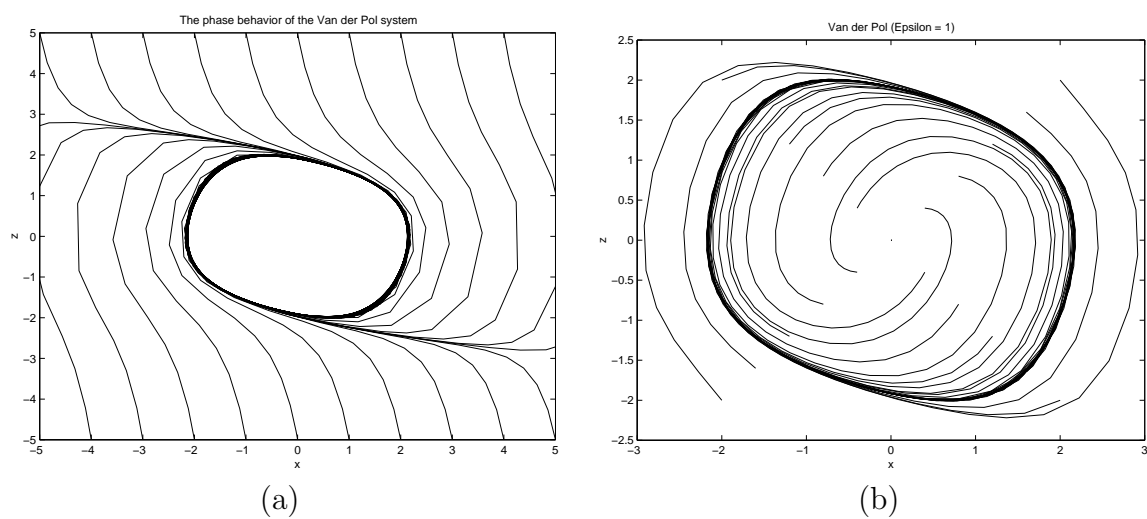 The phase behavior of the Van der Pol system
5
4
3
2
1
0
−1
−2
−3
−4
−5
z
−5 −4 −3 −2 −1 0 1 2 3 4 5
x
(a)
Van der Pol (Epsilon = 1)
2.5
2
1.5
1
0.5
0
−0.5
−1
−1.5
−2
−2.5
z
−3 −2 −1 0 1 2 3
x
(b)